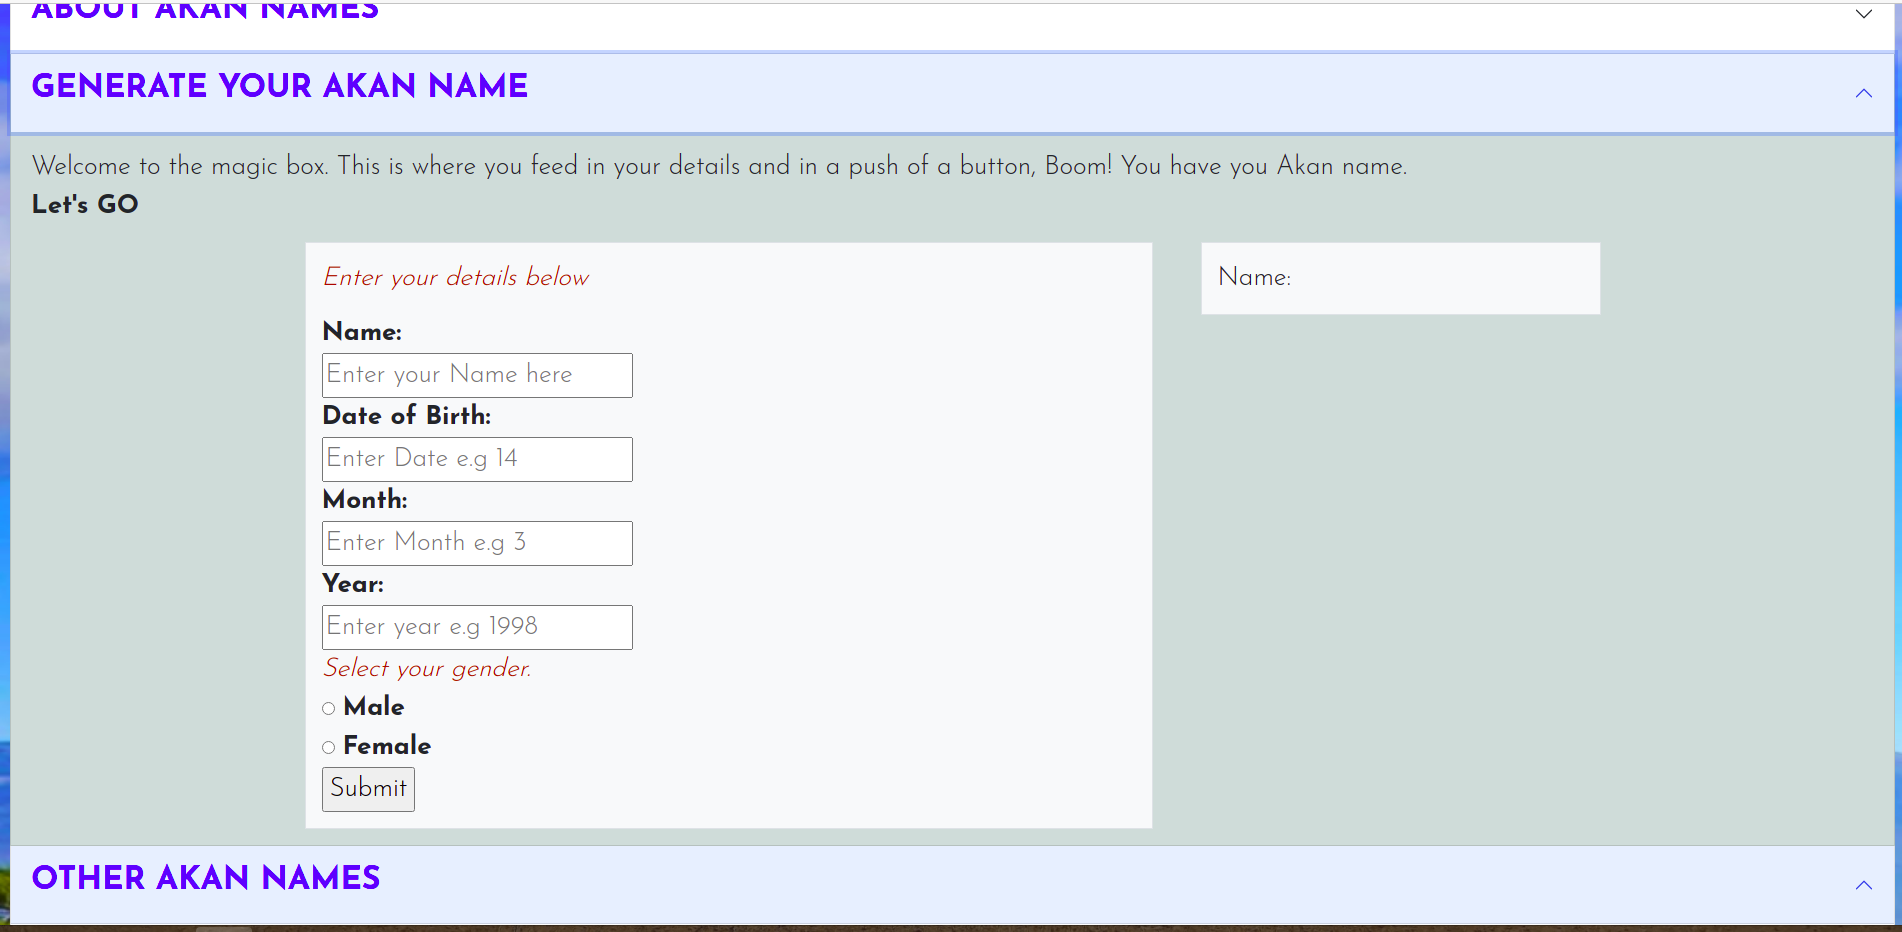 ABOUT AKAN NAMES
GENERATE YOUR AKAN NAME
Welcome to the magic box. This is where you feed in your details and in a push of a button, Boom! You have you Akan name.
Let's GO
Enter your details below
Name:
Enter your Name here
Date of Birth:
Enter Date e.g 14
Month:
Enter Month e.g 3
Year:
Enter year e.g 1998
Select your gender.
Male
Female
Submit
Name:
OTHER AKAN NAMES